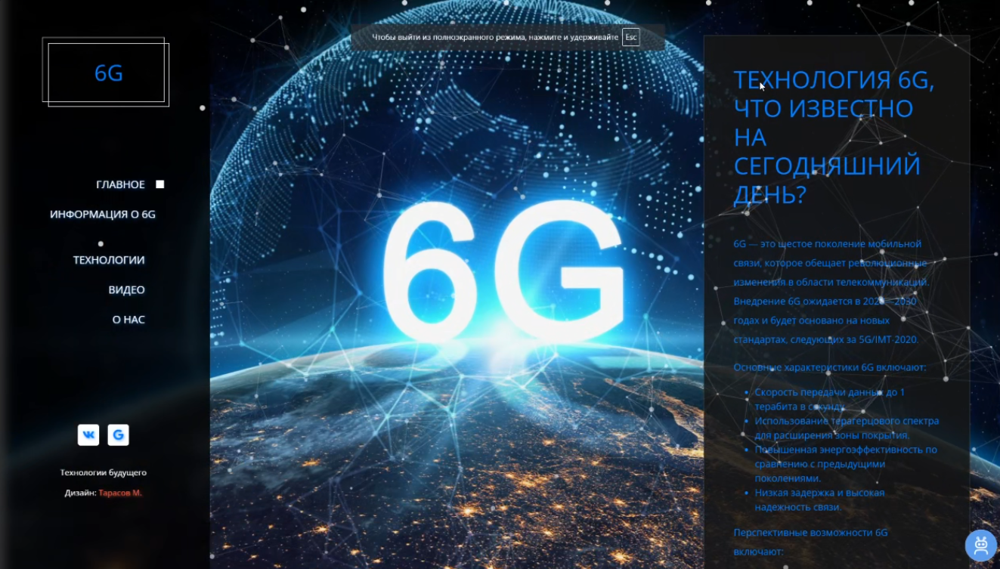 Чтобы выйти из полноэкранного режима, нажмите и удерживайте Esc
6G
ГЛАВНОЕ
ИНФОРМАЦИЯ О 6G
ТЕХНОЛОГИИ
ВИДЕО
О НАС
Технологии будущего
Дизайн: Тарасов М.
6G
ТЕХНОЛОГИЯ 6G,
ЧТО ИЗВЕСТНО
НА
СЕГОДНЯШНИЙ
ДЕНЬ?
6G — это шестое поколение мобильной
связи, которое обещает революционные
изменения в области телекоммуникаций.
Внедрение 6G ожидается в 2028—2030
годах и будет основано на новых
стандартах, следующих за 5G/IMT-2020.
Основные характеристики 6G включают:
• Скорость передачи данных до 1
терабита в секунду.
• Использование терагерцового спектра
для расширения зоны покрытия.
• Повышенная энергоэффективность по
сравнению с предыдущими
поколениями.
• Низкая задержка и высокая
надежность связи.
Перспективные возможности 6G
включают: